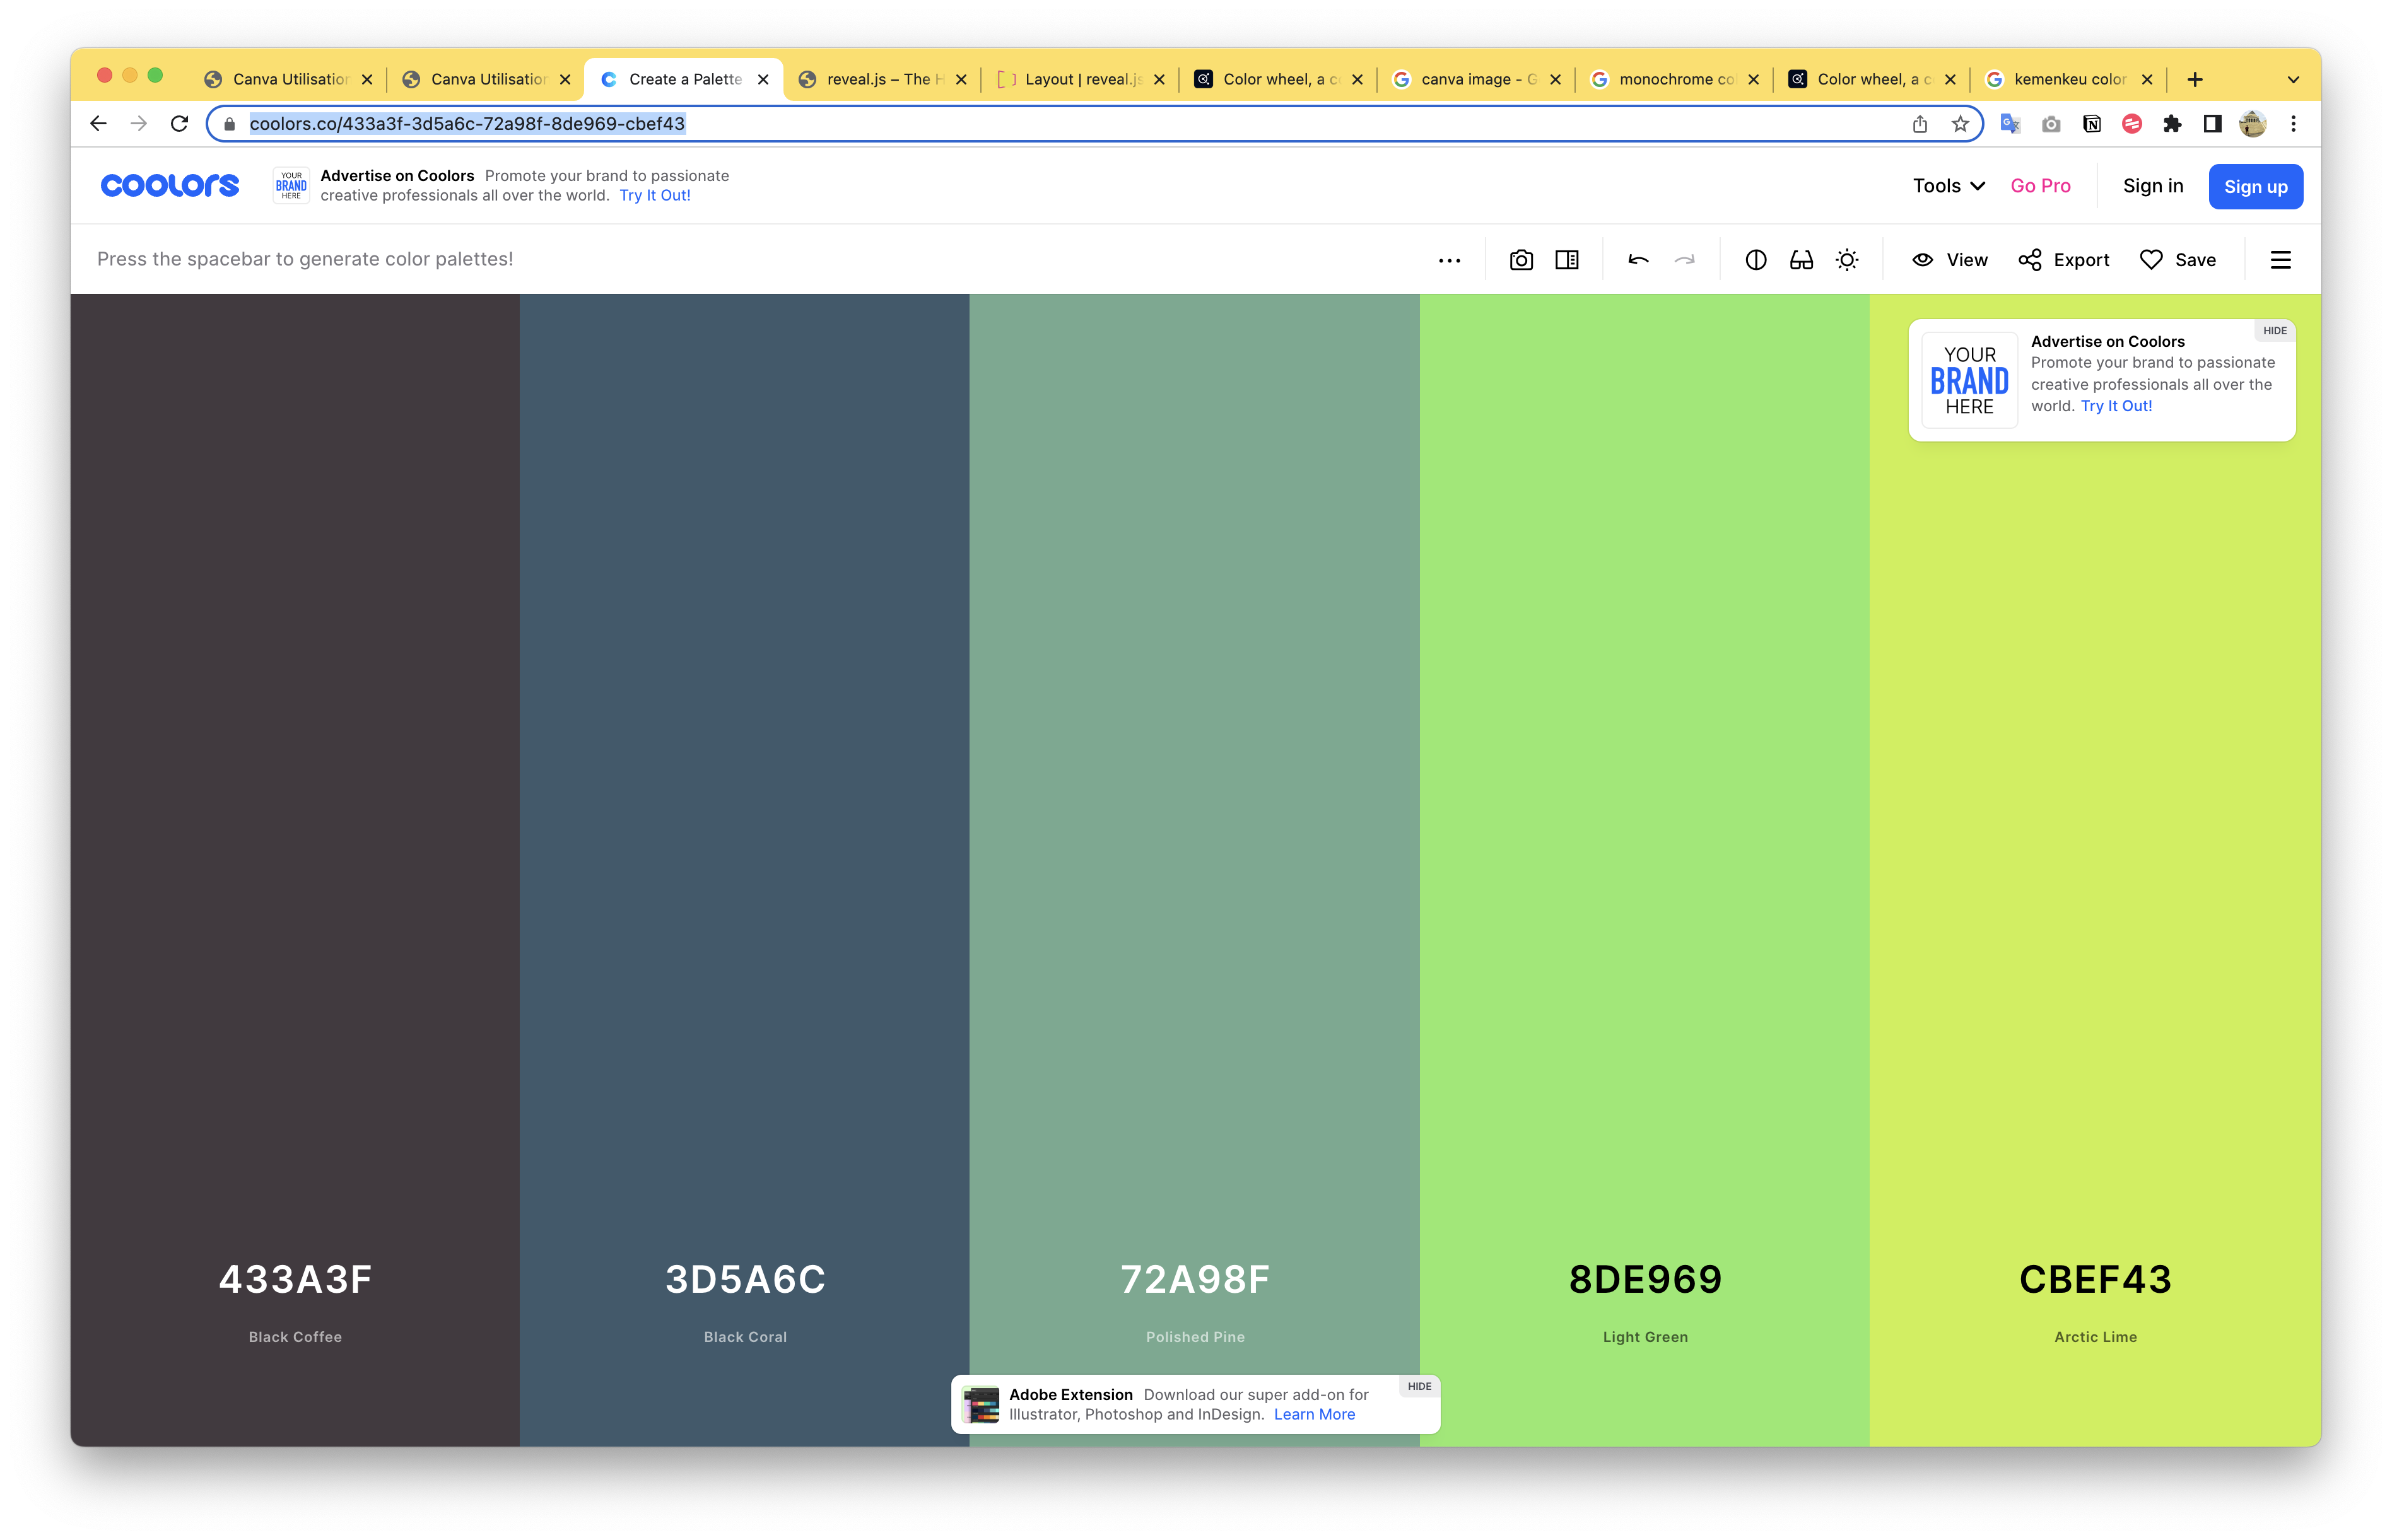 Canva Utilisation
Canva Utilisation
Create a Palette
reveal.js – The H
Layout | reveal.js
Color wheel, a c
canva image - G
monochrome co
Color wheel, a c
kemenkeu color
coolors.co/433a3f-3d5a6c-72a98f-8de969-cbef43
coolors
YOUR
BRAND
HERE
Advertise on Coolors Promote your brand to passionate
creative professionals all over the world. Try It Out!
Tools
Go Pro
Sign in
Sign up
Press the spacebar to generate color palettes!
View
Export
Save
HIDE
YOUR
BRAND
HERE
Advertise on Coolors
Promote your brand to passionate
creative professionals all over the
world. Try It Out!
433A3F
Black Coffee
3D5A6C
Black Coral
72A98F
Polished Pine
8DE969
Light Green
CBEF43
Arctic Lime
HIDE
Adobe Extension Download our super add-on for
Illustrator, Photoshop and InDesign. Learn More